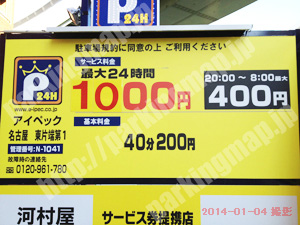 P 24H
駐車場規約に同意の上 ご利用ください
P 24H
www.a-ipec.co.jp
アイペック
名古屋 東片端第1
管理番号:N-1041
故障時の連絡先
0120-961-780
サービス料金
最大24時間
1000円
20:00 ～ 8:00最大
400円
基本料金
40分200円
河村屋
サービス券提携店
2014-01-04 撮影